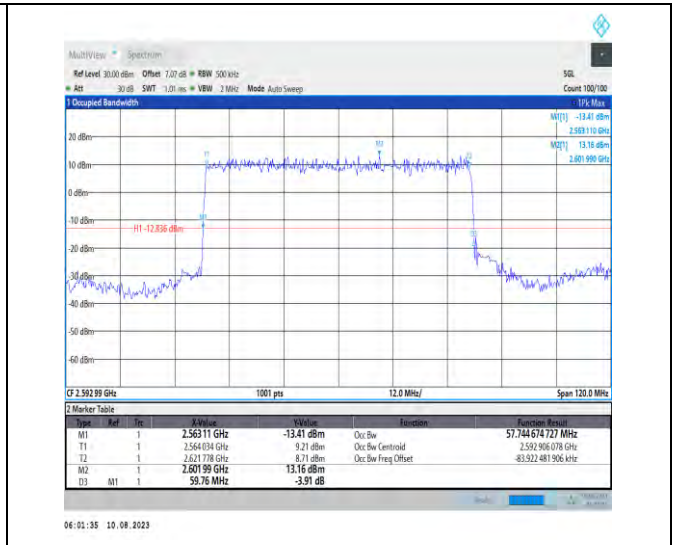 MultiView Spectrum
Ref Level 30.00 dBm Offset 7.07 dB RBW 500 kHz SGL
Att 30 dB SWT 1.01 ms VBW 2 MHz Mode Auto Sweep Count 100/100
1 Occupied Bandwidth 1Pk Max
M1[1] -13.41 dBm
2.563 110 GHz
M2[1] 13.16 dBm
2.601 990 GHz
20 dBm
M2
10 dBm
0 dBm
-10 dBm
H1 -12.836 dBm
-20 dBm
-30 dBm
-40 dBm
-50 dBm
-60 dBm
CF 2.592 99 GHz 1001 pts 12.0 MHz/ Span 120.0 MHz
2 Marker Table
Type Ref Trc X-Value Y-Value Function Function Result
M1 1 2.563 11 GHz -13.41 dBm Occ Bw 57.744 674 727 MHz
T1 1 2.564 034 GHz 9.21 dBm Occ Bw Centroid 2.592 906 078 GHz
T2 1 2.621 778 GHz 8.71 dBm Occ Bw Freq Offset -83.922 481 906 kHz
M2 1 2.601 99 GHz 13.16 dBm
D3 M1 1 59.76 MHz -3.91 dB
06:01:35 10.08.2023